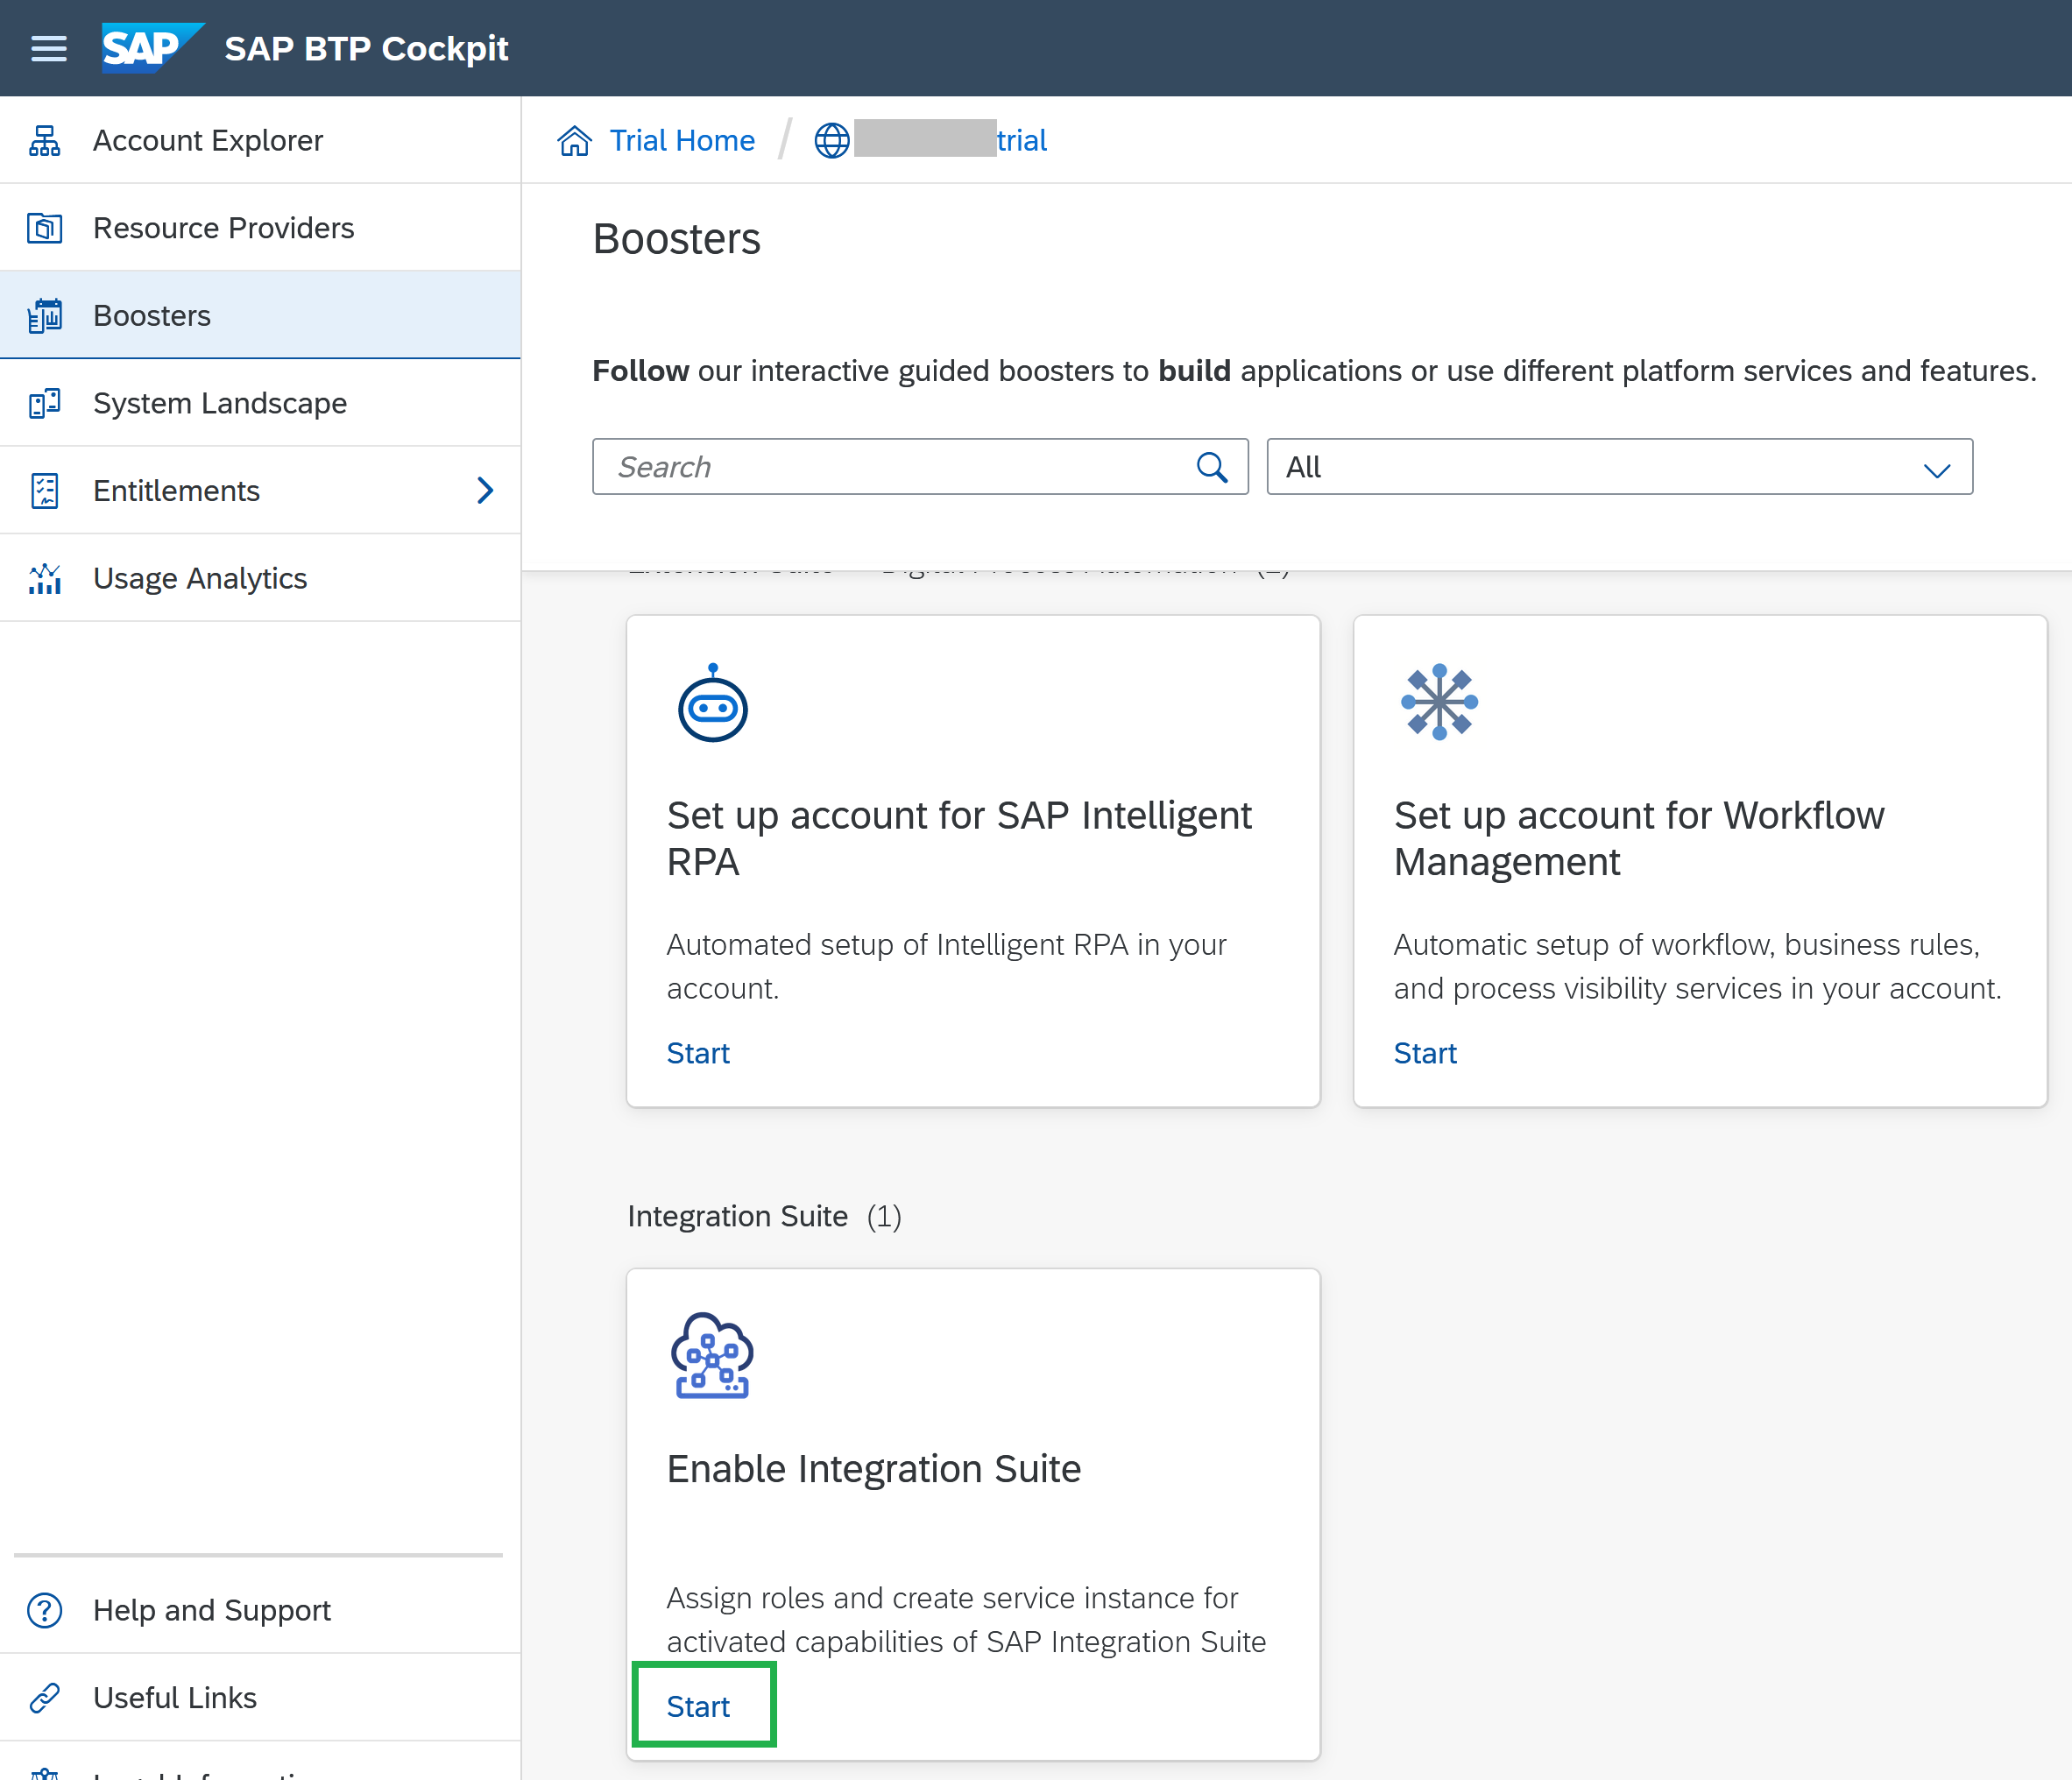 SAP SAP BTP Cockpit
Account Explorer
Resource Providers
Boosters
System Landscape
Entitlements
Usage Analytics
Help and Support
Useful Links
Trial Home / trial
Boosters
Follow our interactive guided boosters to build applications or use different platform services and features.
Search
All
Set up account for SAP Intelligent
RPA
Automated setup of Intelligent RPA in your
account.
Start
Set up account for Workflow
Management
Automatic setup of workflow, business rules,
and process visibility services in your account.
Start
Integration Suite (1)
Enable Integration Suite
Assign roles and create service instance for
activated capabilities of SAP Integration Suite
Start